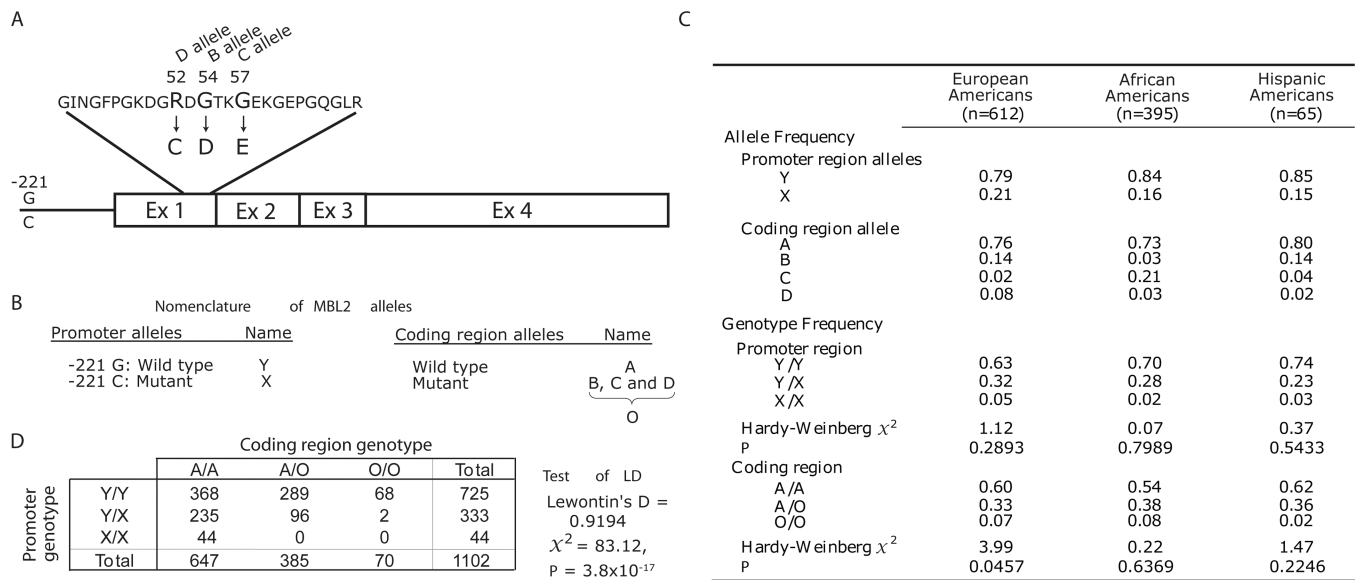 A
D allele
B allele
C allele
52 54 57
GINGFPGKDGRDGTKGEKGEPGQGLR
C D E
-221
G
C
Ex 1 Ex 2 Ex 3 Ex 4
B
Nomenclature of MBL2 alleles
Promoter alleles Name
-221 G: Wild type Y
-221 C: Mutant X
Coding region alleles Name
Wild type A
Mutant B, C and D
O
D
Coding region genotype
Promoter genotype
A/A A/O O/O Total
Y/Y 368 289 68 725
Y/X 235 96 2 333
X/X 44 0 0 44
Total 647 385 70 1102
Test of LD
Lewontin's D =
0.9194
χ² = 83.12,
P = 3.8x10⁻¹⁷
C
European Americans (n=612) African Americans (n=395) Hispanic Americans (n=65)
Allele Frequency
Promoter region alleles
Y 0.79 0.84 0.85
X 0.21 0.16 0.15
Coding region allele
A 0.76 0.73 0.80
B 0.14 0.03 0.14
C 0.02 0.21 0.04
D 0.08 0.03 0.02
Genotype Frequency
Promoter region
Y/Y 0.63 0.70 0.74
Y/X 0.32 0.28 0.23
X/X 0.05 0.02 0.03
Hardy-Weinberg χ² 1.12 0.07 0.37
P 0.2893 0.7989 0.5433
Coding region
A/A 0.60 0.54 0.62
A/O 0.33 0.38 0.36
O/O 0.07 0.08 0.02
Hardy-Weinberg χ² 3.99 0.22 1.47
P 0.0457 0.6369 0.2246